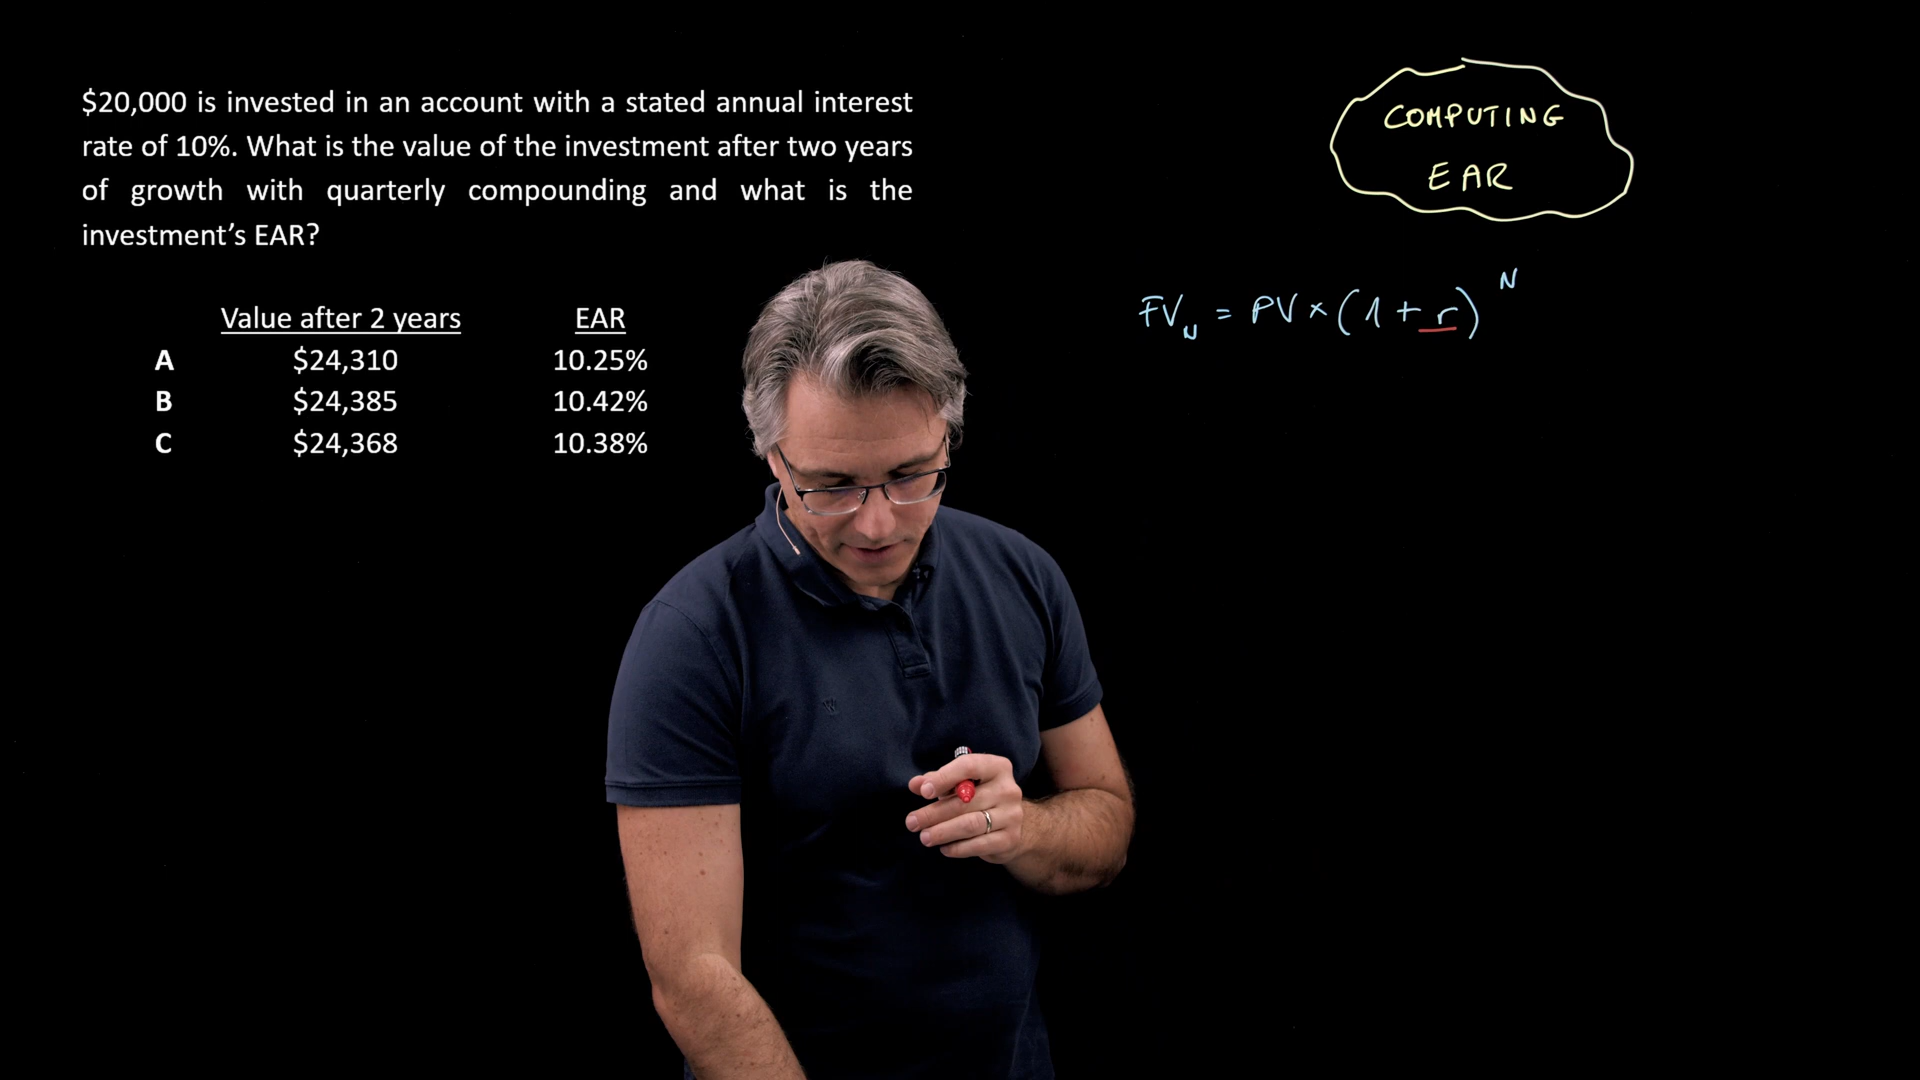 $20,000 is invested in an account with a stated annual interest
rate of 10%. What is the value of the investment after two years
of growth with quarterly compounding and what is the
investment’s EAR?
Value after 2 years EAR
A $24,310 10.25%
B $24,385 10.42%
C $24,368 10.38%
COMPUTING
EAR
FV_N = PV × (1 + r)^N